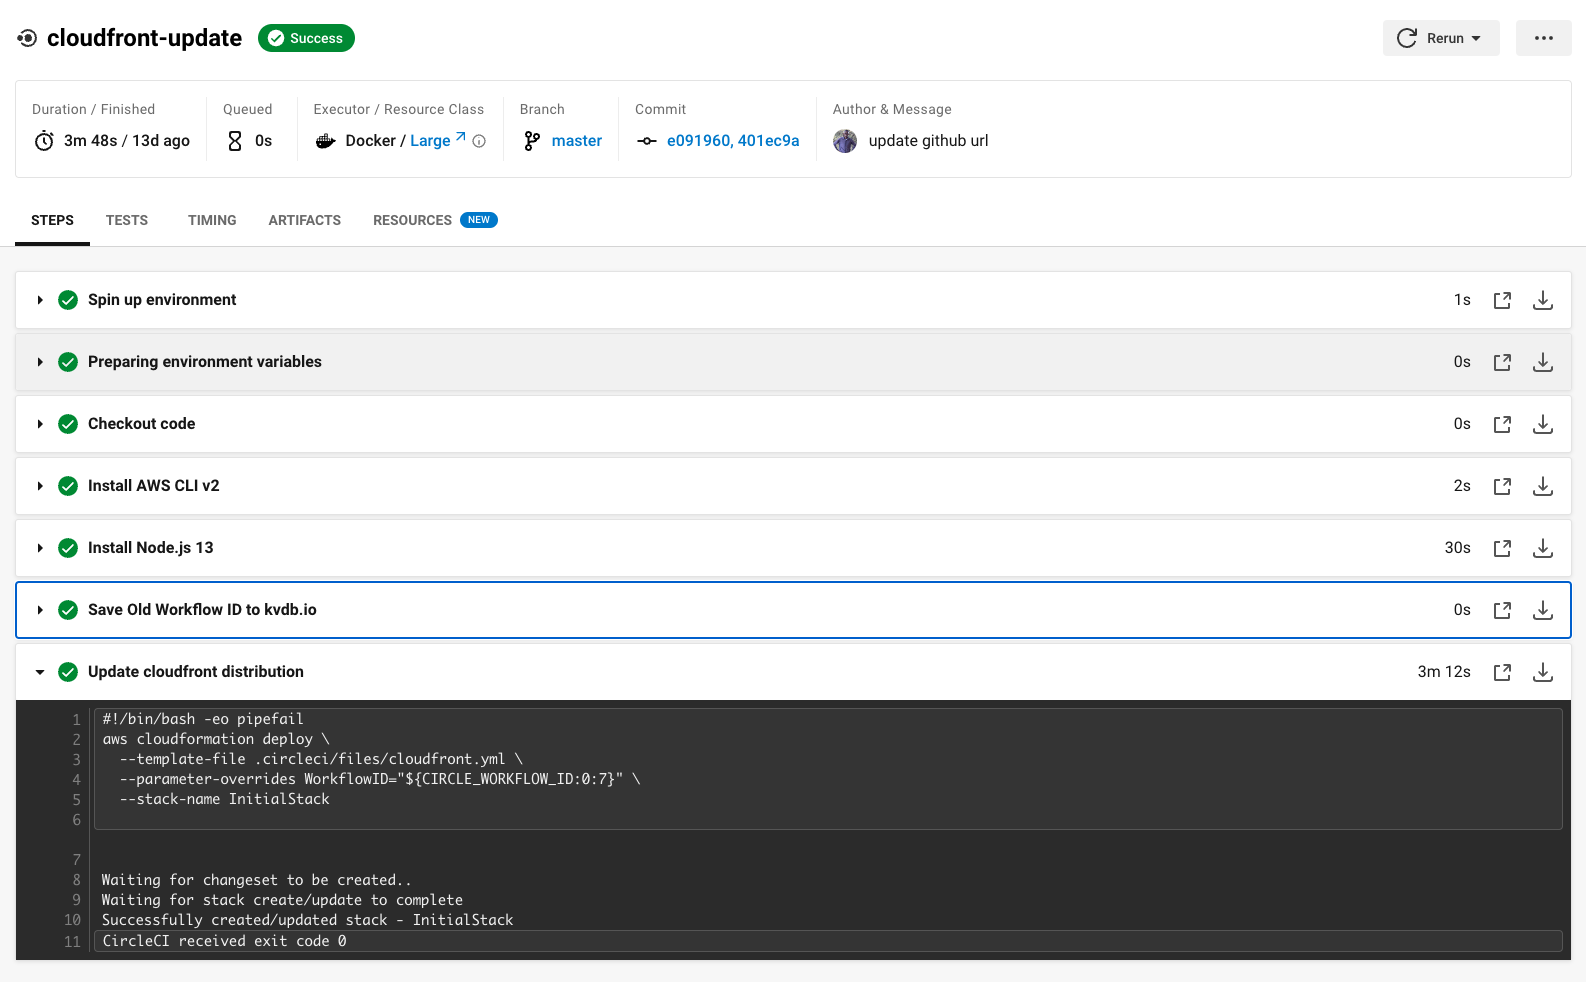 cloudfront-update
Success
Rerun
Duration / Finished
3m 48s / 13d ago
Queued
0s
Executor / Resource Class
Docker / Large
Branch
master
Commit
e091960, 401ec9a
Author & Message
update github url
STEPS TESTS TIMING ARTIFACTS RESOURCES NEW
Spin up environment 1s
Preparing environment variables 0s
Checkout code 0s
Install AWS CLI v2 2s
Install Node.js 13 30s
Save Old Workflow ID to kvdb.io 0s
Update cloudfront distribution 3m 12s
1 #!/bin/bash -eo pipefail
2 aws cloudformation deploy \
3   --template-file .circleci/files/cloudfront.yml \
4   --parameter-overrides WorkflowID="${CIRCLE_WORKFLOW_ID:0:7}" \
5   --stack-name InitialStack
6
7
8 Waiting for changeset to be created..
9 Waiting for stack create/update to complete
10 Successfully created/updated stack - InitialStack
11 CircleCI received exit code 0